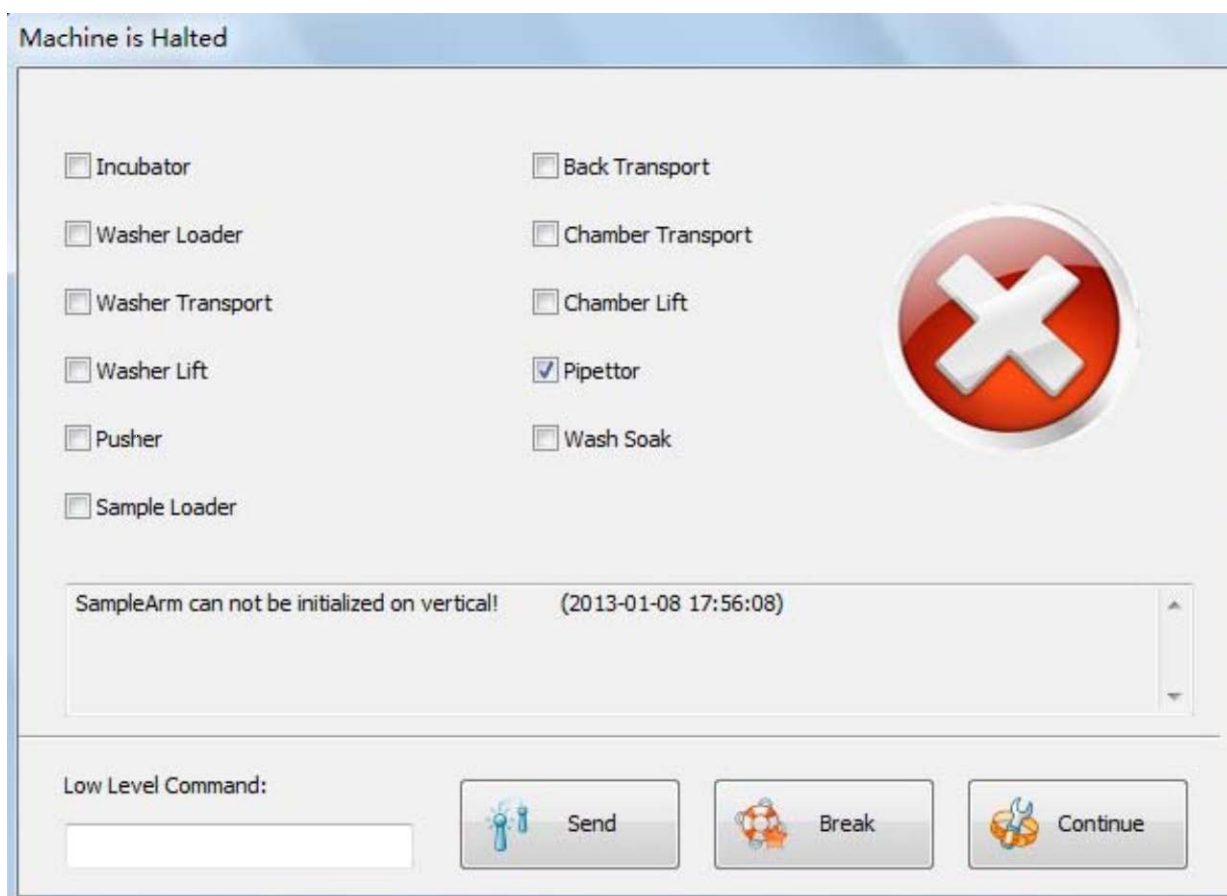 Machine is Halted
Incubator
Back Transport
Washer Loader
Chamber Transport
Washer Transport
Chamber Lift
Washer Lift
Pipettor
Pusher
Wash Soak
Sample Loader
SampleArm can not be initialized on vertical! (2013-01-08 17:56:08)
Low Level Command:
Send
Break
Continue